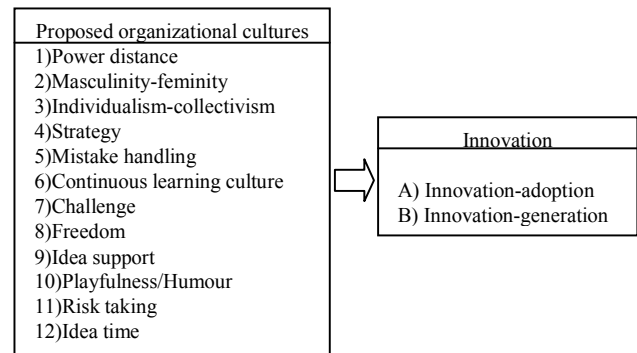 Proposed organizational cultures
1)Power distance
2)Masculinity-feminity
3)Individualism-collectivism
4)Strategy
5)Mistake handling
6)Continuous learning culture
7)Challenge
8)Freedom
9)Idea support
10)Playfulness/Humour
11)Risk taking
12)Idea time
Innovation
A) Innovation-adoption
B) Innovation-generation